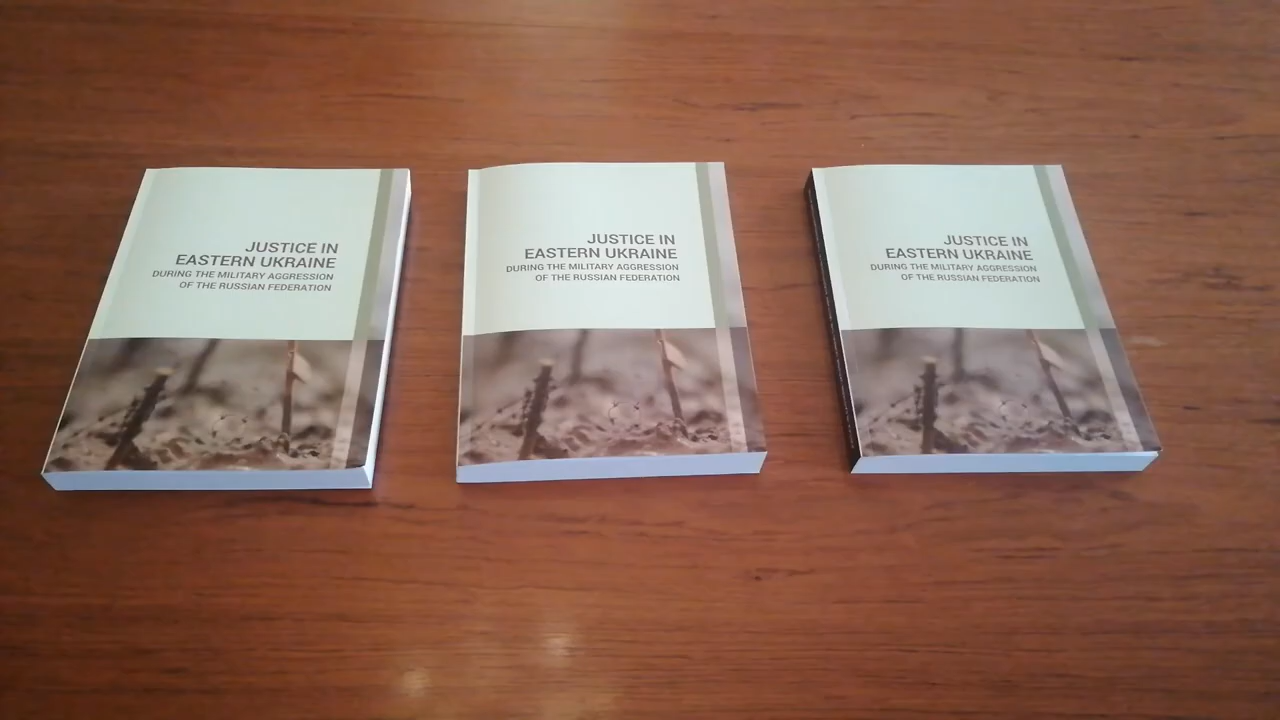 JUSTICE IN
EASTERN UKRAINE
DURING THE MILITARY AGGRESSION
OF THE RUSSIAN FEDERATION
JUSTICE IN
EASTERN UKRAINE
DURING THE MILITARY AGGRESSION
OF THE RUSSIAN FEDERATION
JUSTICE IN
EASTERN UKRAINE
DURING THE MILITARY AGGRESSION
OF THE RUSSIAN FEDERATION